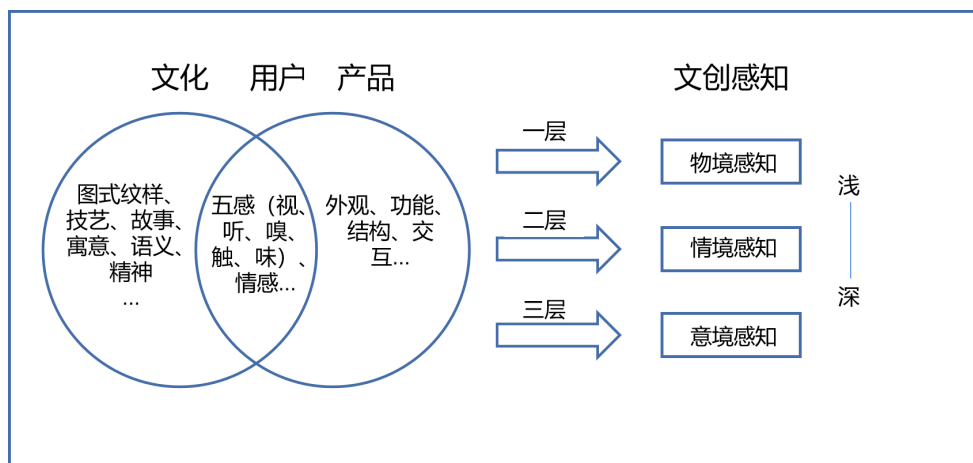 文化 用户 产品 文创感知
图式纹样、
技艺、故事、
寓意、语义、
精神
...
五感（视、
听、嗅、
触、味）、
情感...
外观、功能、
结构、交
互...
一层
二层
三层
物境感知
情境感知
意境感知
浅
深